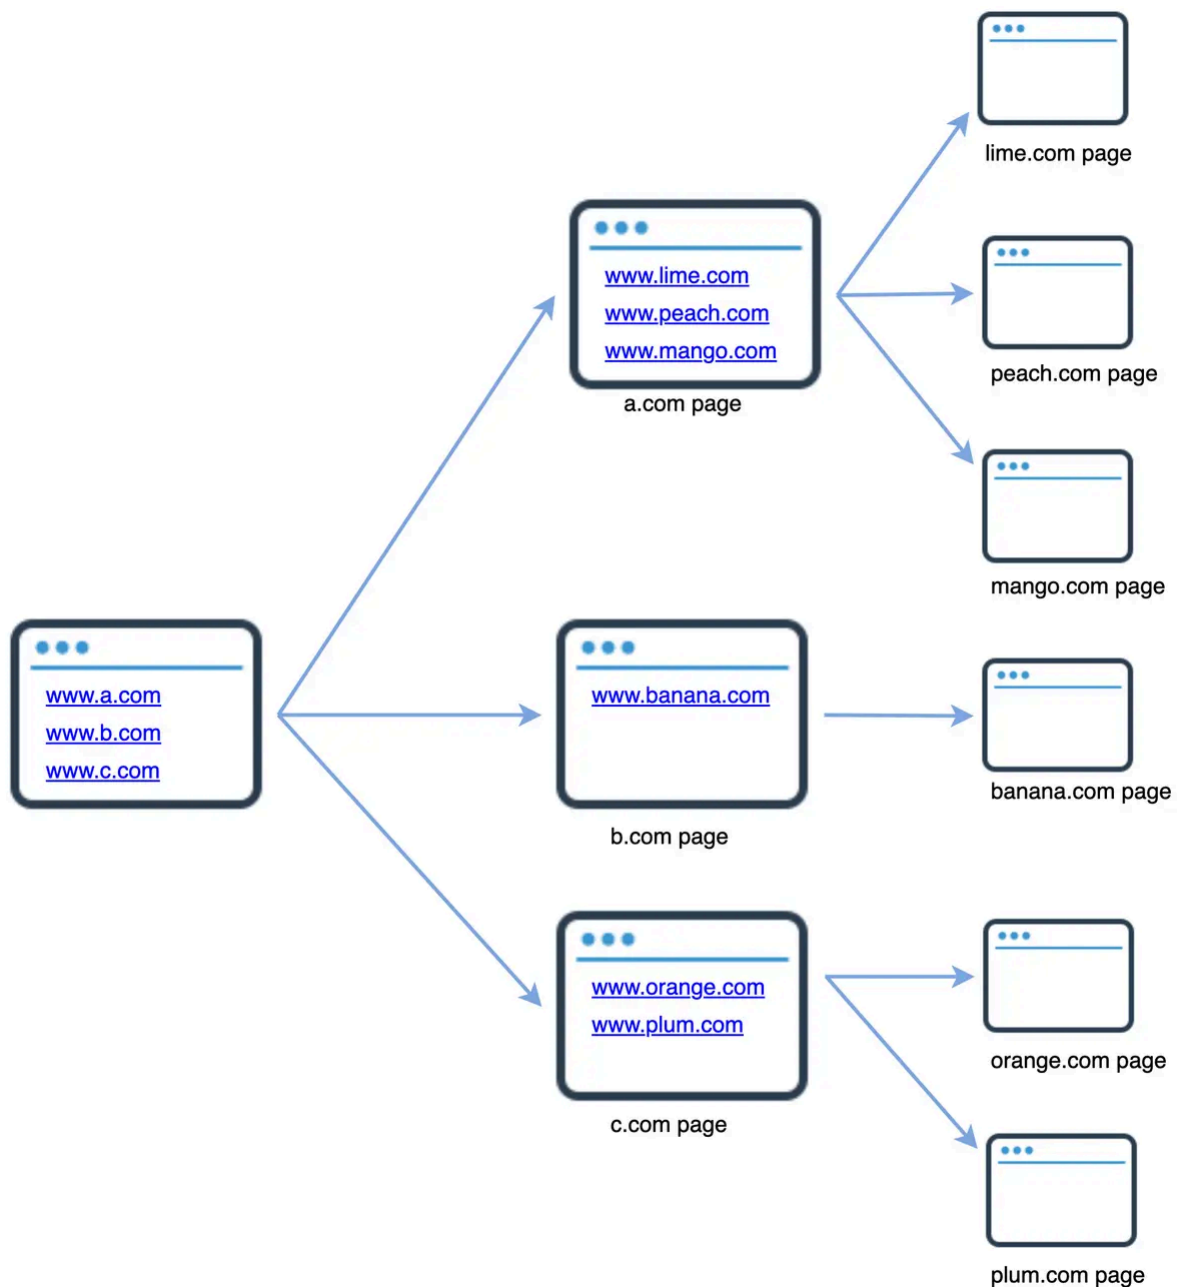 lime.com page
www.lime.com
www.peach.com
www.mango.com
a.com page
peach.com page
mango.com page
www.a.com
www.b.com
www.c.com
www.banana.com
b.com page
banana.com page
www.orange.com
www.plum.com
c.com page
orange.com page
plum.com page